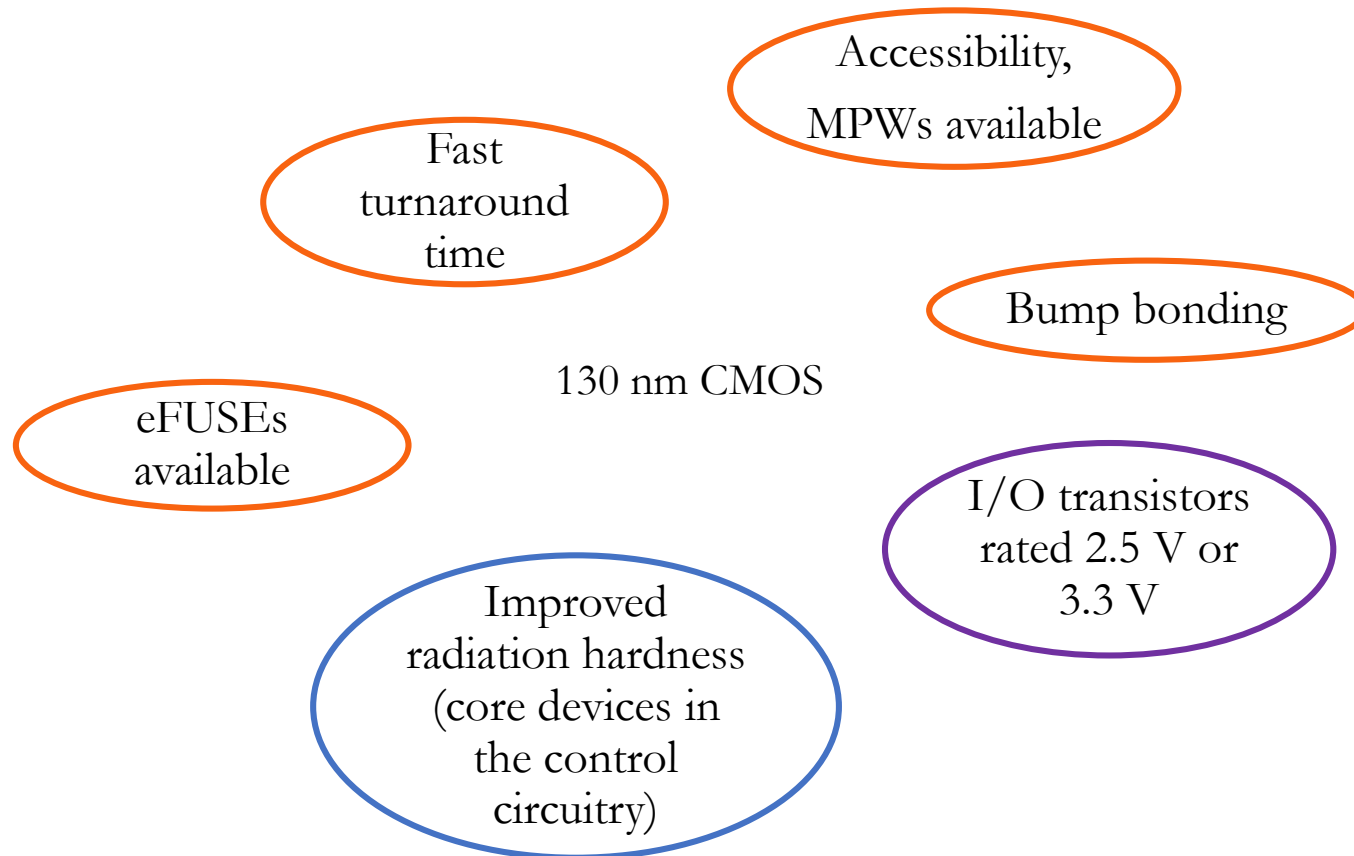 Accessibility,
MPWs available
Fast
turnaround
time
Bump bonding
130 nm CMOS
eFUSEs
available
I/O transistors
rated 2.5 V or
3.3 V
Improved
radiation hardness
(core devices in
the control
circuitry)